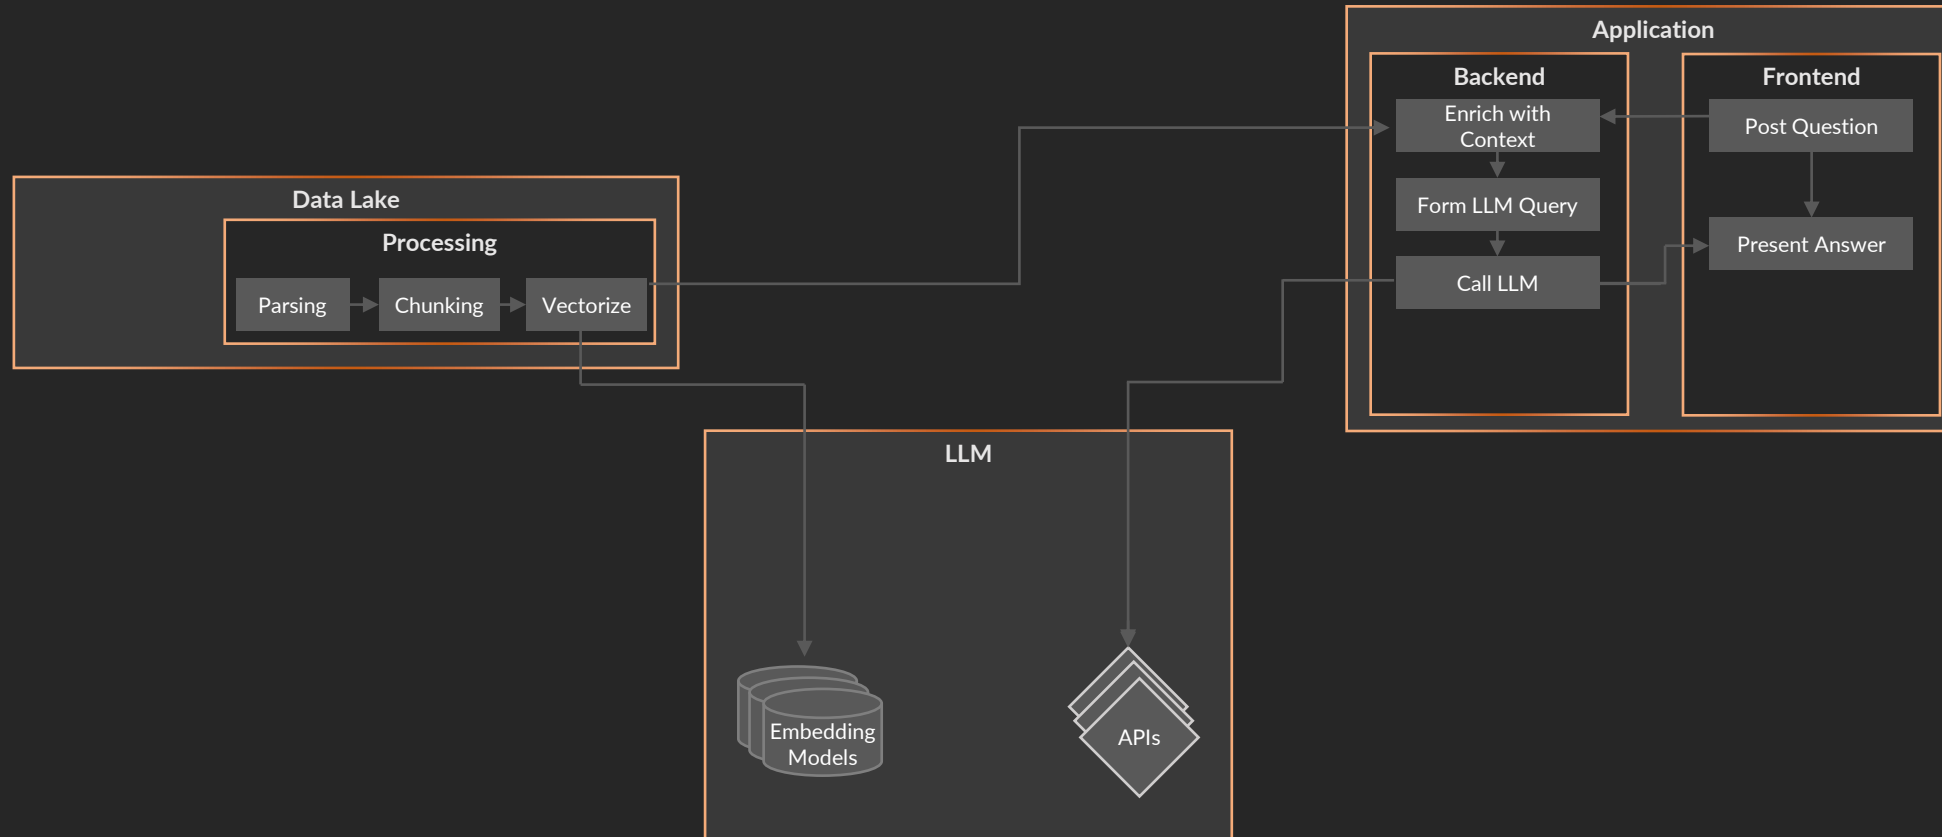 Application
Backend
Frontend
Enrich with
Context
Post Question
Form LLM Query
Present Answer
Call LLM
Data Lake
Processing
Parsing
Chunking
Vectorize
LLM
Embedding
Models
APIs